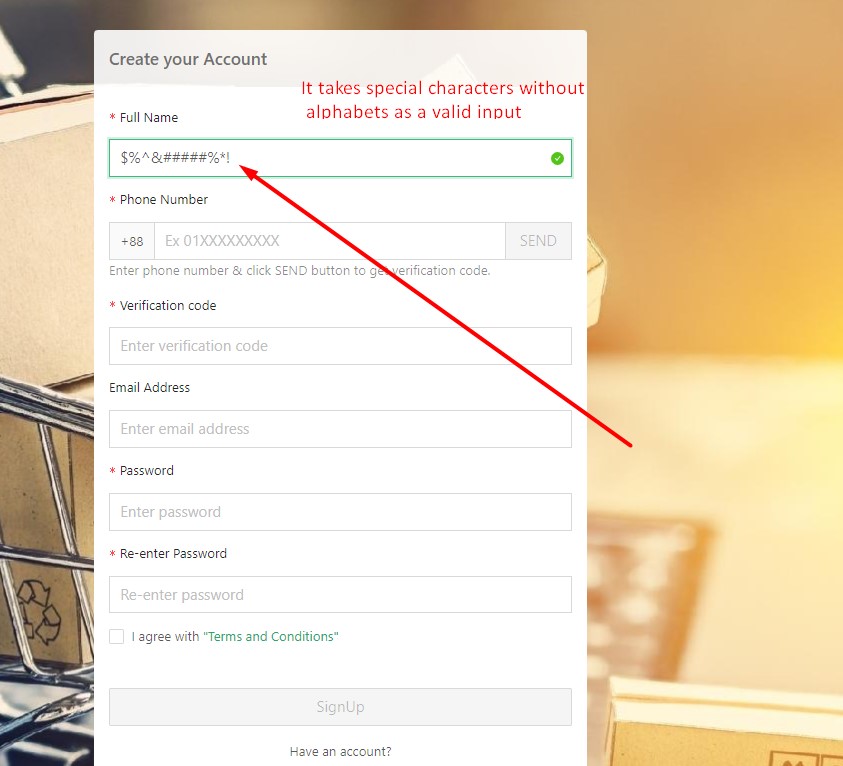 Create your Account
It takes special characters without
alphabets as a valid input
* Full Name
$%^&#####%*!
* Phone Number
+88 Ex 01XXXXXXXXX SEND
Enter phone number & click SEND button to get verification code.
* Verification code
Enter verification code
Email Address
Enter email address
* Password
Enter password
* Re-enter Password
Re-enter password
I agree with "Terms and Conditions"
SignUp
Have an account?